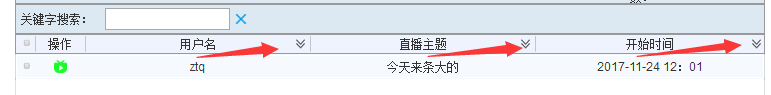 关键字搜索：
操作 用户名 直播主题 开始时间
ztq 今天来条大的 2017-11-24 12：01